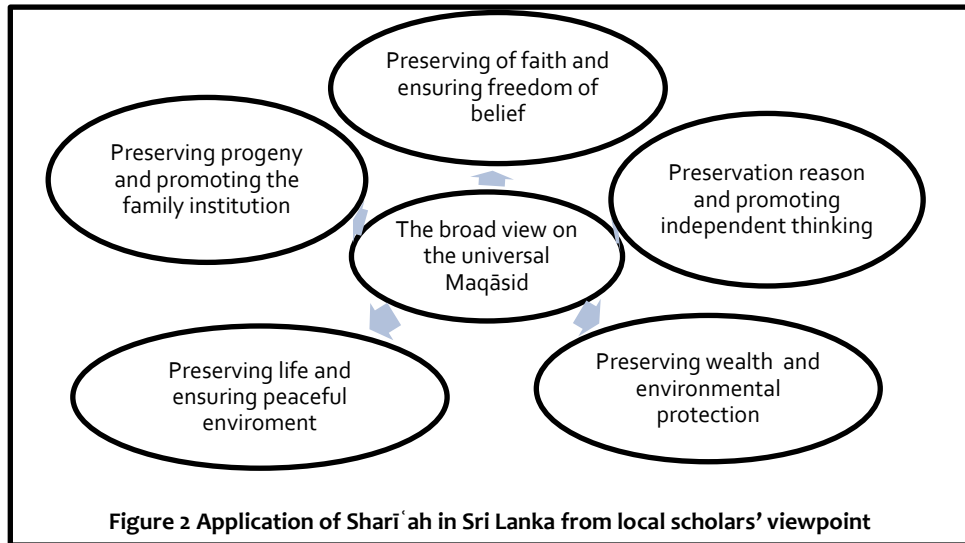 Preserving of faith and
ensuring freedom of
belief
Preserving progeny
and promoting the
family institution
Preservation reason
and promoting
independent thinking
The broad view on
the universal
Maqāsid
Preserving life and
ensuring peaceful
enviroment
Preserving wealth and
environmental
protection
Figure 2 Application of Sharīʿah in Sri Lanka from local scholars’ viewpoint